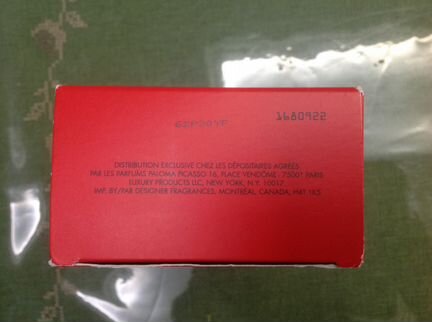 1680922
DISTRIBUTION EXCLUSIVE CHEZ LES DÉPOSITAIRES AGRÉES
PAR LES PARFUMS PALOMA PICASSO 16, PLACE VENDÔME - 75001 PARIS
LUXURY PRODUCTS LLC, NEW YORK, N.Y. 10017
IMP. BY/PAR DESIGNER FRAGRANCES, MONTRÉAL, CANADA, H4T 1K5